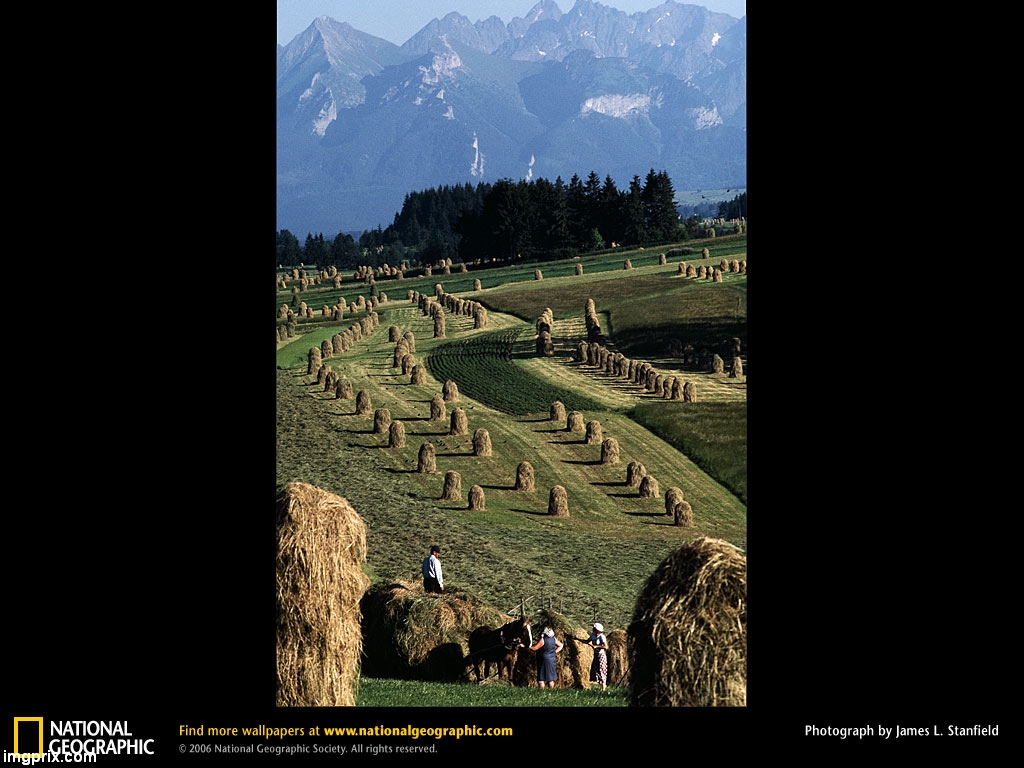 NATIONAL
GEOGRAPHIC
imgprix.com
Find more wallpapers at www.nationalgeographic.com
© 2006 National Geographic Society. All rights reserved.
Photograph by James L. Stanfield